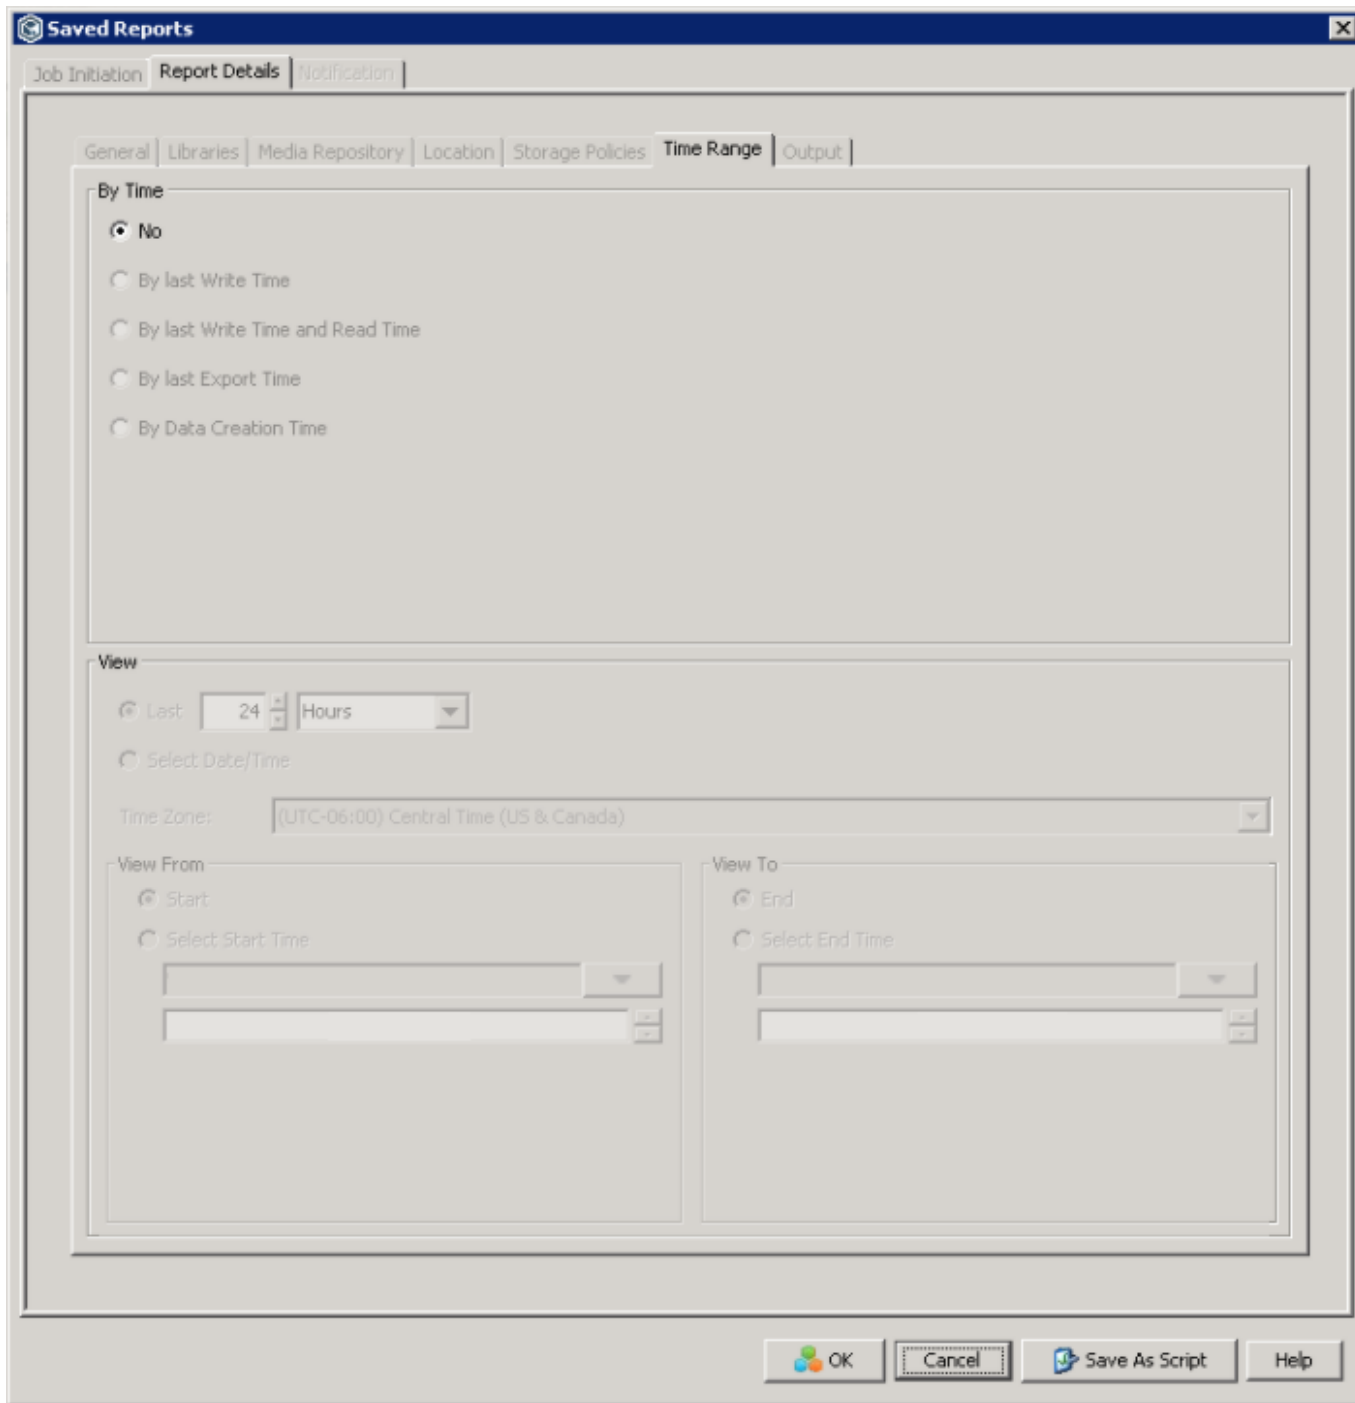 Saved Reports
Job Initiation Report Details Notification
General Libraries Media Repository Location Storage Policies Time Range Output
By Time
No
By last Write Time
By last Write Time and Read Time
By last Export Time
By Data Creation Time
View
Last 24 Hours
Select Date/Time
Time Zone: (UTC-06:00) Central Time (US & Canada)
View From View To
Start End
Select Start Time Select End Time
OK Cancel Save As Script Help